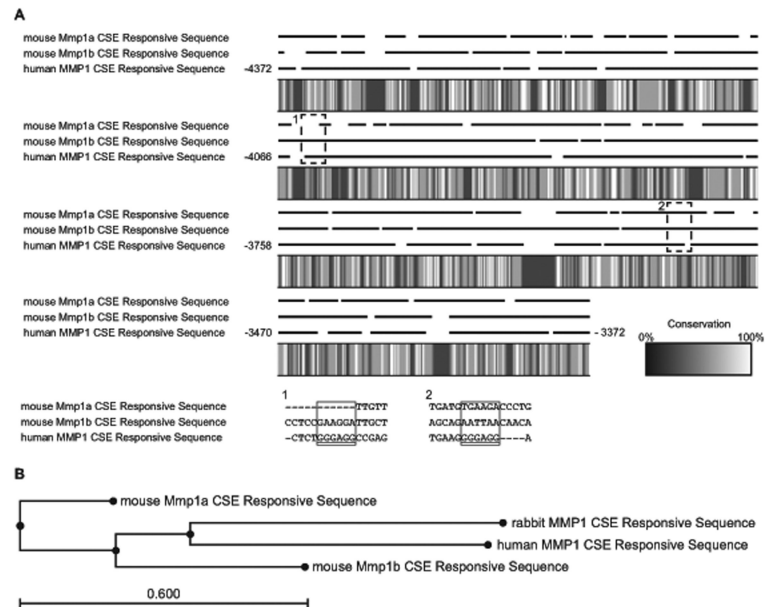 A
mouse Mmp1a CSE Responsive Sequence
mouse Mmp1b CSE Responsive Sequence
human MMP1 CSE Responsive Sequence -4372
mouse Mmp1a CSE Responsive Sequence 1
mouse Mmp1b CSE Responsive Sequence
human MMP1 CSE Responsive Sequence -4066
mouse Mmp1a CSE Responsive Sequence 2
mouse Mmp1b CSE Responsive Sequence
human MMP1 CSE Responsive Sequence -3758
mouse Mmp1a CSE Responsive Sequence
mouse Mmp1b CSE Responsive Sequence
human MMP1 CSE Responsive Sequence -3470 - 3372
Conservation
0% 100%
1 2
mouse Mmp1a CSE Responsive Sequence -----------TTGTT TGATGTGAAGACCCTG
mouse Mmp1b CSE Responsive Sequence CCTCCGAAGGATTGCT AGCAGAATTAACAACA
human MMP1 CSE Responsive Sequence -CTCTGGGAGGCCGAG TGAAGGGGAGG----A
B
mouse Mmp1a CSE Responsive Sequence
rabbit MMP1 CSE Responsive Sequence
human MMP1 CSE Responsive Sequence
mouse Mmp1b CSE Responsive Sequence
0.600